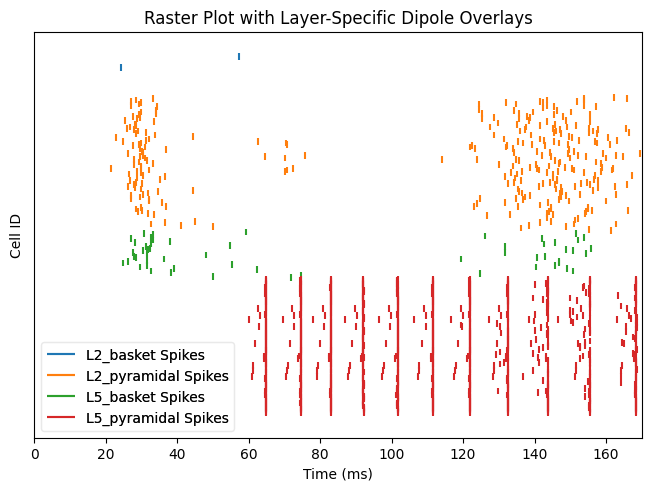 Raster Plot with Layer-Specific Dipole Overlays
Cell ID
L2_basket Spikes
L2_pyramidal Spikes
L5_basket Spikes
L5_pyramidal Spikes
0 20 40 60 80 100 120 140 160
Time (ms)